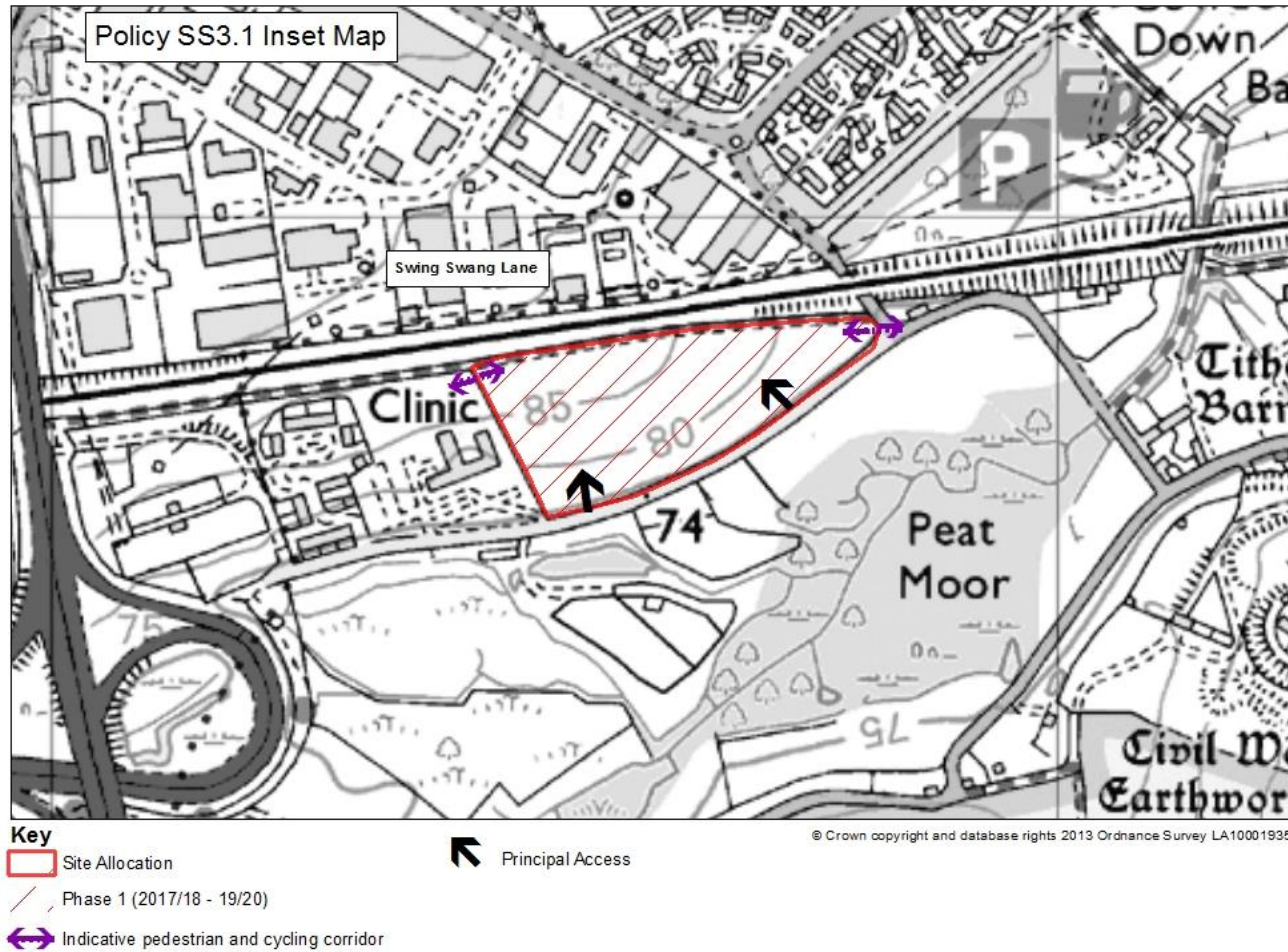 Policy SS3.1 Inset Map
Down
Ba
P
Swing Swang Lane
Clinic
85
80
74
Peat
Moor
Tithe
Barn
75
75
Civil W
Earthwor
Key
Site Allocation
Phase 1 (2017/18 - 19/20)
Indicative pedestrian and cycling corridor
Principal Access
© Crown copyright and database rights 2013 Ordnance Survey LA1000193